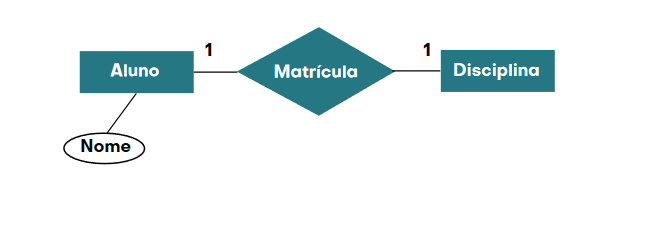 1
1
Aluno
Matrícula
Disciplina
Nome